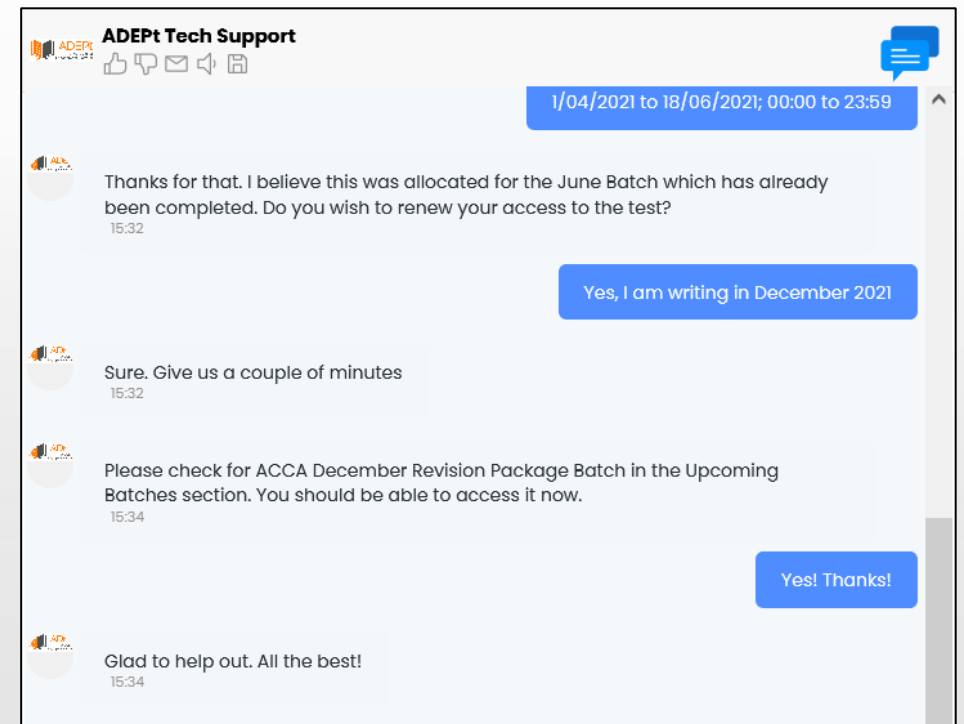 ADEPt
ADEPt Tech Support
1/04/2021 to 18/06/2021; 00:00 to 23:59
Thanks for that. I believe this was allocated for the June Batch which has already
been completed. Do you wish to renew your access to the test?
15:32
Yes, I am writing in December 2021
Sure. Give us a couple of minutes
15:32
Please check for ACCA December Revision Package Batch in the Upcoming
Batches section. You should be able to access it now.
15:34
Yes! Thanks!
Glad to help out. All the best!
15:34